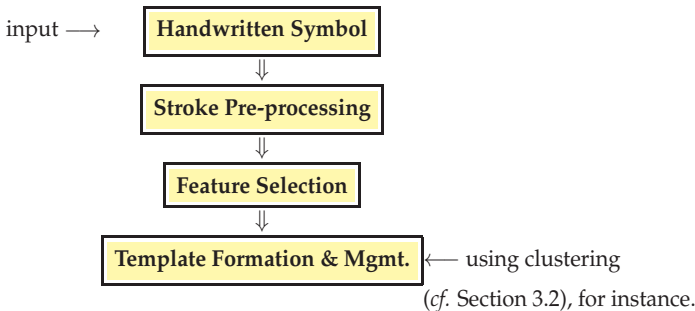 input ⟶ Handwritten Symbol
⇓
Stroke Pre-processing
⇓
Feature Selection
⇓
Template Formation & Mgmt. ⟵ using clustering
(cf. Section 3.2), for instance.